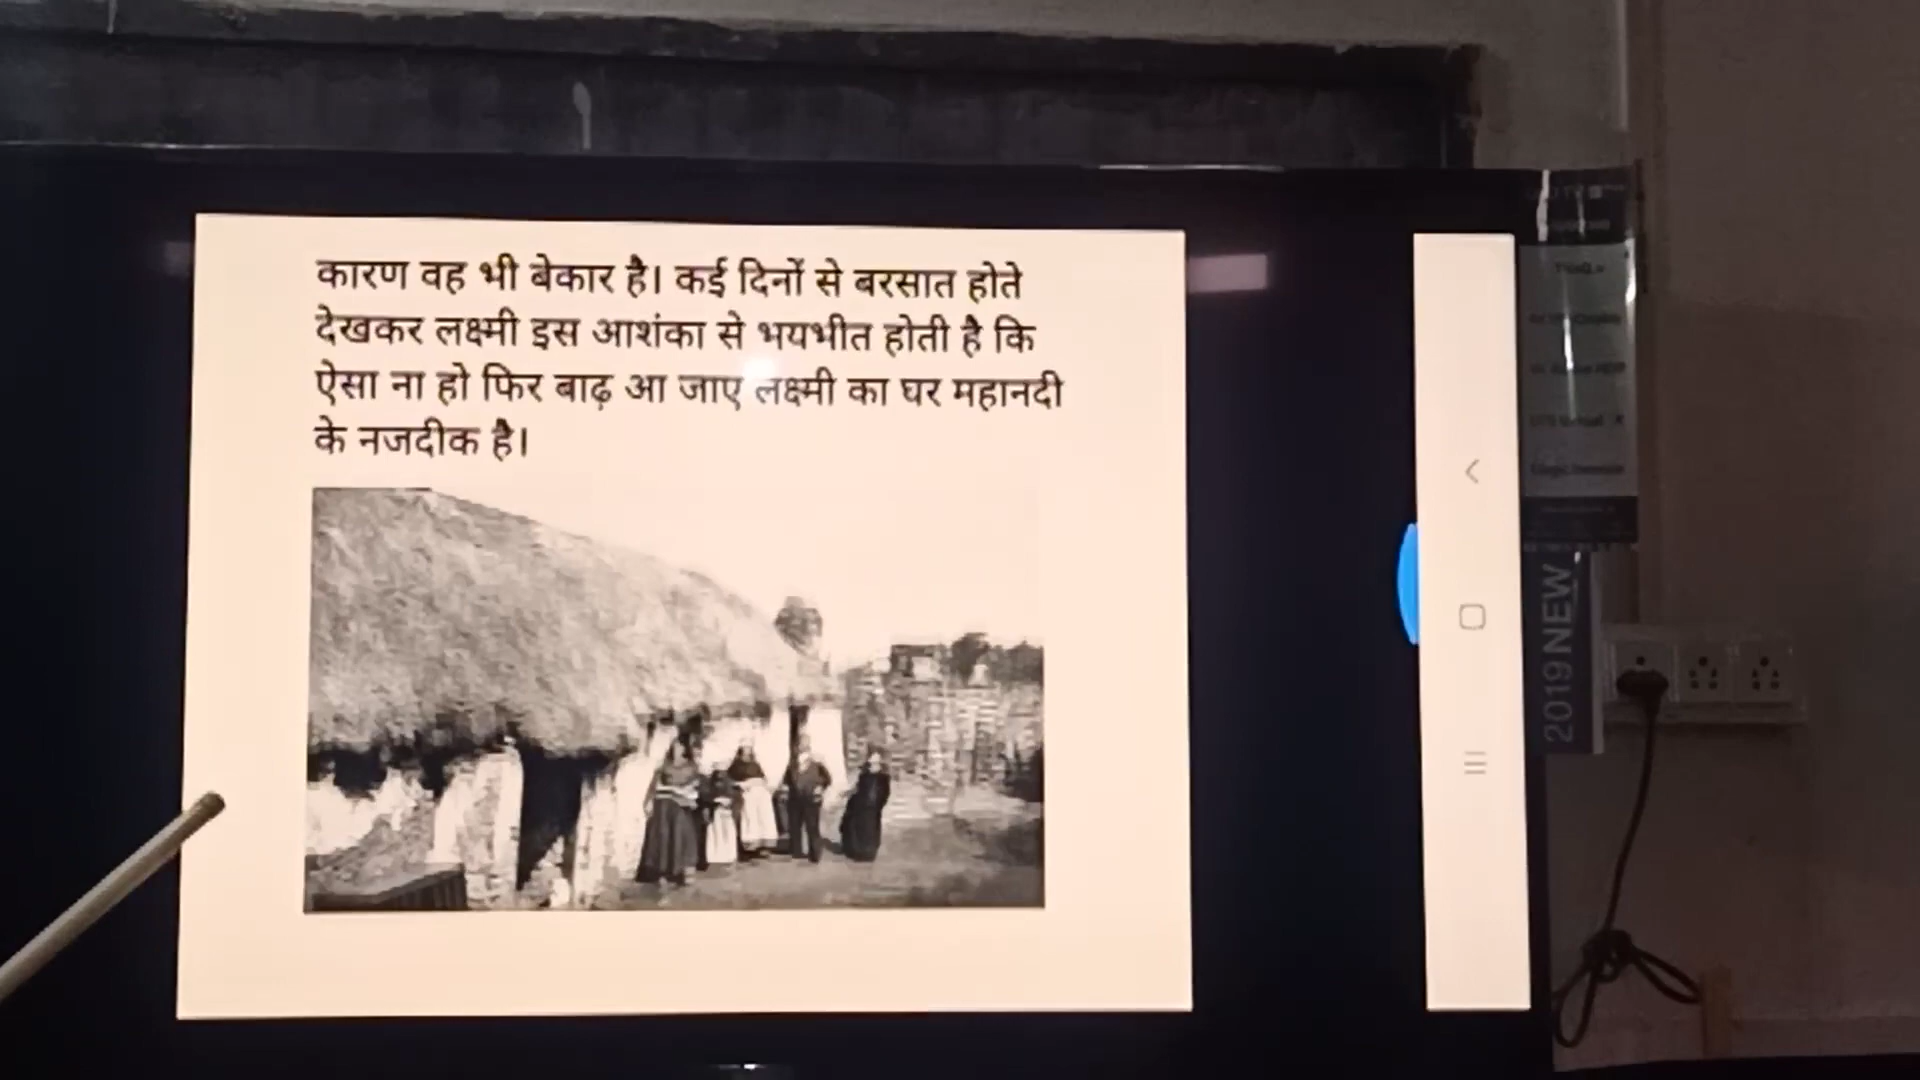 कारण वह भी बेकार है। कई दिनों से बरसात होते
देखकर लक्ष्मी इस आशंका से भयभीत होती है कि
ऐसा ना हो फिर बाढ़ आ जाए लक्ष्मी का घर महानदी
के नजदीक है।
2019 NEW